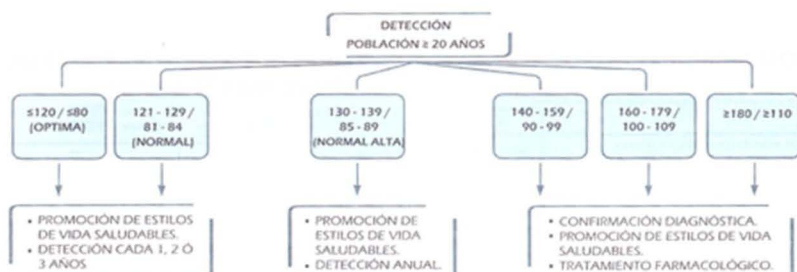 DETECCIÓN
POBLACIÓN ≥ 20 AÑOS
≤120 / ≤80
(OPTIMA)
121 - 129 /
81 - 84
(NORMAL)
130 - 139 /
85 - 89
(NORMAL ALTA)
140 - 159 /
90 - 99
160 - 179 /
100 - 109
≥180 / ≥110
• PROMOCIÓN DE ESTILOS
DE VIDA SALUDABLES.
• DETECCIÓN CADA 1, 2 Ó
3 AÑOS
• PROMOCIÓN DE
ESTILOS DE VIDA
SALUDABLES.
• DETECCIÓN ANUAL.
• CONFIRMACIÓN DIAGNÓSTICA.
• PROMOCIÓN DE ESTILOS DE VIDA
SALUDABLES.
• TRATAMIENTO FARMACOLÓGICO.